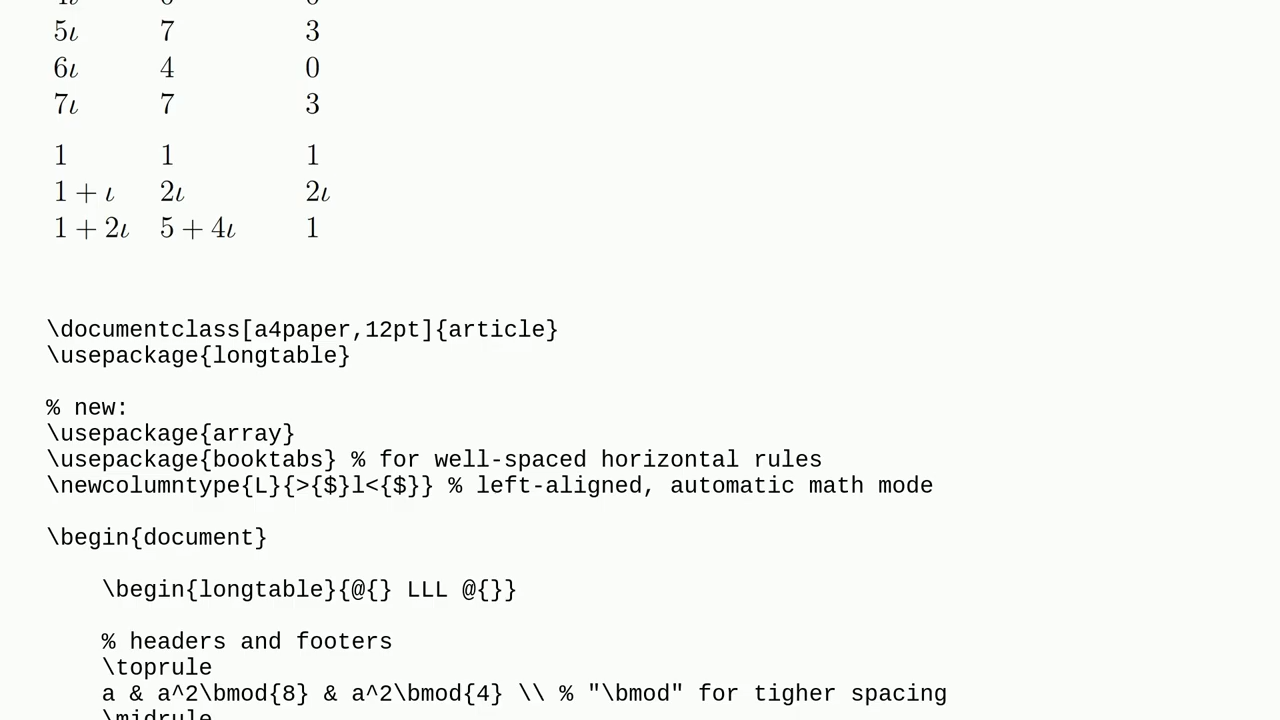 5ι 7 3
6ι 4 0
7ι 7 3
1 1 1
1 + ι 2ι 2ι
1 + 2ι 5 + 4ι 1
\documentclass[a4paper,12pt]{article}
\usepackage{longtable}
% new:
\usepackage{array}
\usepackage{booktabs} % for well-spaced horizontal rules
\newcolumntype{L}{>{$}l<{$}} % left-aligned, automatic math mode
\begin{document}
\begin{longtable}{@{} LLL @{}}
% headers and footers
\toprule
a & a^2\bmod{8} & a^2\bmod{4} \\ % "\bmod" for tigher spacing
\midrule